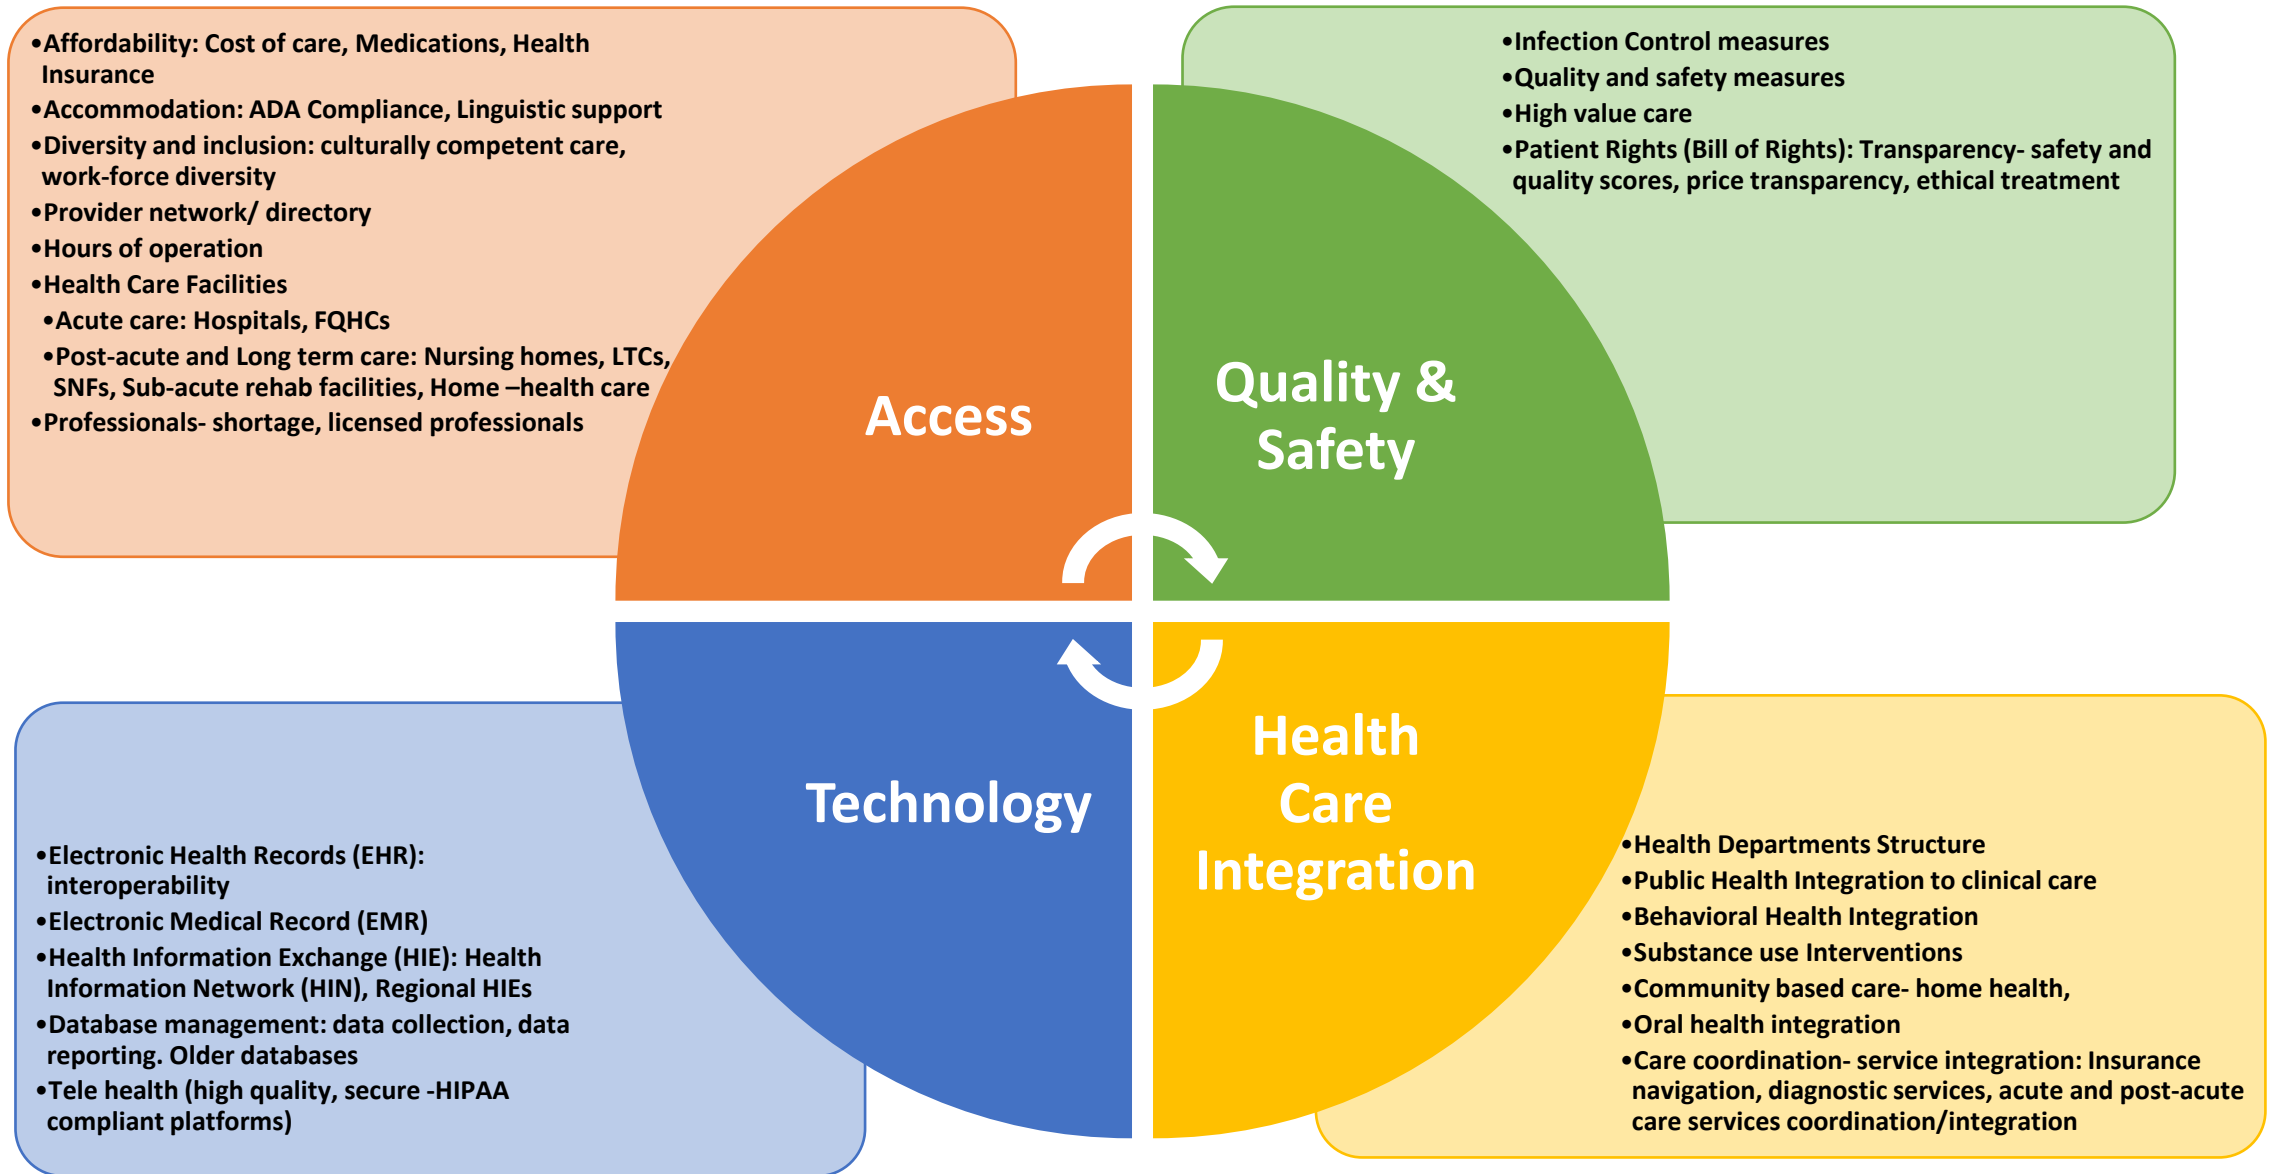 •Affordability: Cost of care, Medications, Health
Insurance
•Accommodation: ADA Compliance, Linguistic support
•Diversity and inclusion: culturally competent care,
work-force diversity
•Provider network/ directory
•Hours of operation
•Health Care Facilities
•Acute care: Hospitals, FQHCs
•Post-acute and Long term care: Nursing homes, LTCs,
SNFs, Sub-acute rehab facilities, Home –health care
•Professionals- shortage, licensed professionals
Access
•Infection Control measures
•Quality and safety measures
•High value care
•Patient Rights (Bill of Rights): Transparency- safety and
quality scores, price transparency, ethical treatment
Quality &
Safety
Technology
•Electronic Health Records (EHR):
interoperability
•Electronic Medical Record (EMR)
•Health Information Exchange (HIE): Health
Information Network (HIN), Regional HIEs
•Database management: data collection, data
reporting. Older databases
•Tele health (high quality, secure -HIPAA
compliant platforms)
Health
Care
Integration
•Health Departments Structure
•Public Health Integration to clinical care
•Behavioral Health Integration
•Substance use Interventions
•Community based care- home health,
•Oral health integration
•Care coordination- service integration: Insurance
navigation, diagnostic services, acute and post-acute
care services coordination/integration